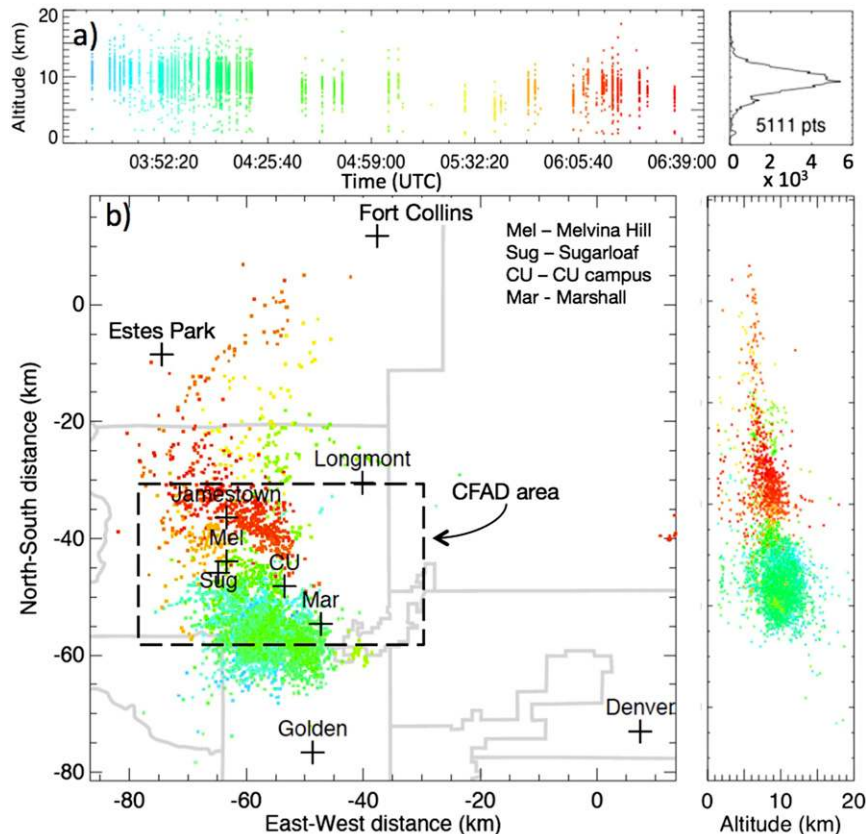 a)
Altitude (km)
20
10
0
03:52:20 04:25:40 04:59:00 05:32:20 06:05:40 06:39:00
Time (UTC)
5111 pts
0 2 4 6
x 10³
b)
Fort Collins
Mel – Melvina Hill
Sug – Sugarloaf
CU – CU campus
Mar - Marshall
Estes Park
Longmont
CFAD area
Jamestown
Mel
Sug
CU
Mar
Golden
Denver
North-South distance (km)
0
-20
-40
-60
-80
-80 -60 -40 -20 0
East-West distance (km)
0 10 20
Altitude (km)